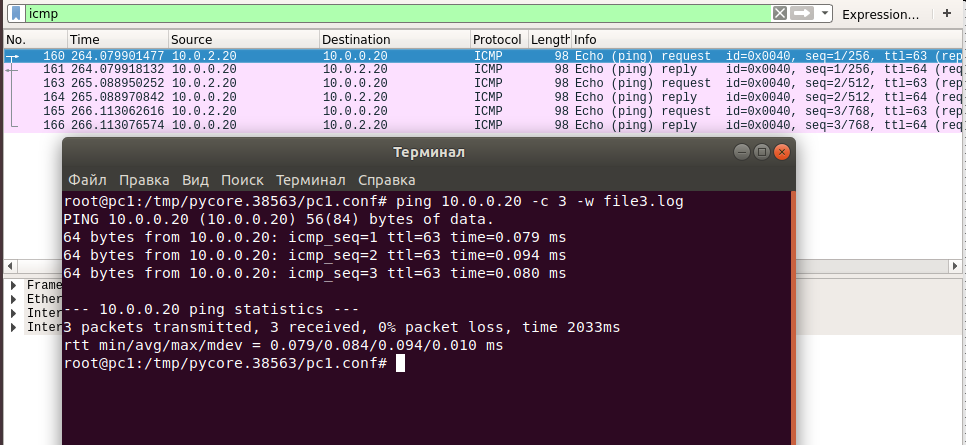 icmp Expression… +
No. Time Source Destination Protocol Length Info
160 264.079901477 10.0.2.20 10.0.0.20 ICMP 98 Echo (ping) request id=0x0040, seq=1/256, ttl=63 (rep
161 264.079918132 10.0.0.20 10.0.2.20 ICMP 98 Echo (ping) reply id=0x0040, seq=1/256, ttl=64 (req
163 265.088950252 10.0.2.20 10.0.0.20 ICMP 98 Echo (ping) request id=0x0040, seq=2/512, ttl=63 (rep
164 265.088970842 10.0.0.20 10.0.2.20 ICMP 98 Echo (ping) reply id=0x0040, seq=2/512, ttl=64 (req
165 266.113062616 10.0.2.20 10.0.0.20 ICMP 98 Echo (ping) request id=0x0040, seq=3/768, ttl=63 (rep
166 266.113076574 10.0.0.20 10.0.2.20 ICMP 98 Echo (ping) reply id=0x0040, seq=3/768, ttl=64 (req
Терминал
Файл Правка Вид Поиск Терминал Справка
root@pc1:/tmp/pycore.38563/pc1.conf# ping 10.0.0.20 -c 3 -w file3.log
PING 10.0.0.20 (10.0.0.20) 56(84) bytes of data.
64 bytes from 10.0.0.20: icmp_seq=1 ttl=63 time=0.079 ms
64 bytes from 10.0.0.20: icmp_seq=2 ttl=63 time=0.094 ms
64 bytes from 10.0.0.20: icmp_seq=3 ttl=63 time=0.080 ms
--- 10.0.0.20 ping statistics ---
3 packets transmitted, 3 received, 0% packet loss, time 2033ms
rtt min/avg/max/mdev = 0.079/0.084/0.094/0.010 ms
root@pc1:/tmp/pycore.38563/pc1.conf#
Frame
Ether
Inter
Inter